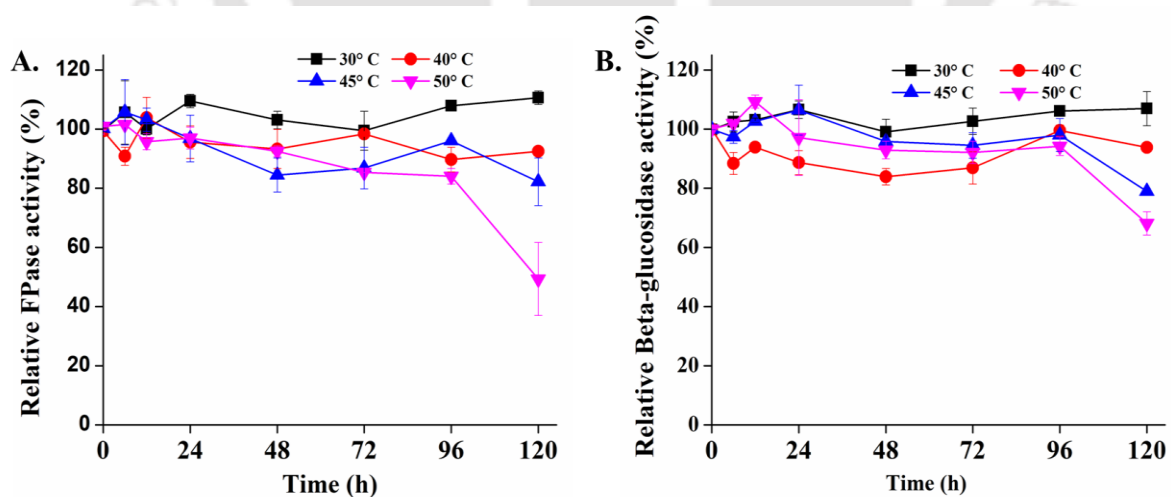 A.
Relative FPase activity (%)
30° C 40° C
45° C 50° C
120
100
80
60
40
20
0
0 24 48 72 96 120
Time (h)
B.
Relative Beta-glucosidase activity (%)
30° C 40° C
45° C 50° C
120
100
80
60
40
20
0
0 24 48 72 96 120
Time (h)